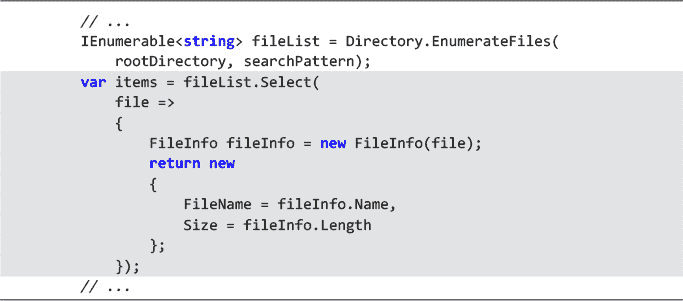 // ...
IEnumerable<string> fileList = Directory.EnumerateFiles(
    rootDirectory, searchPattern);
var items = fileList.Select(
    file =>
    {
        FileInfo fileInfo = new FileInfo(file);
        return new
        {
            FileName = fileInfo.Name,
            Size = fileInfo.Length
        };
    });
// ...